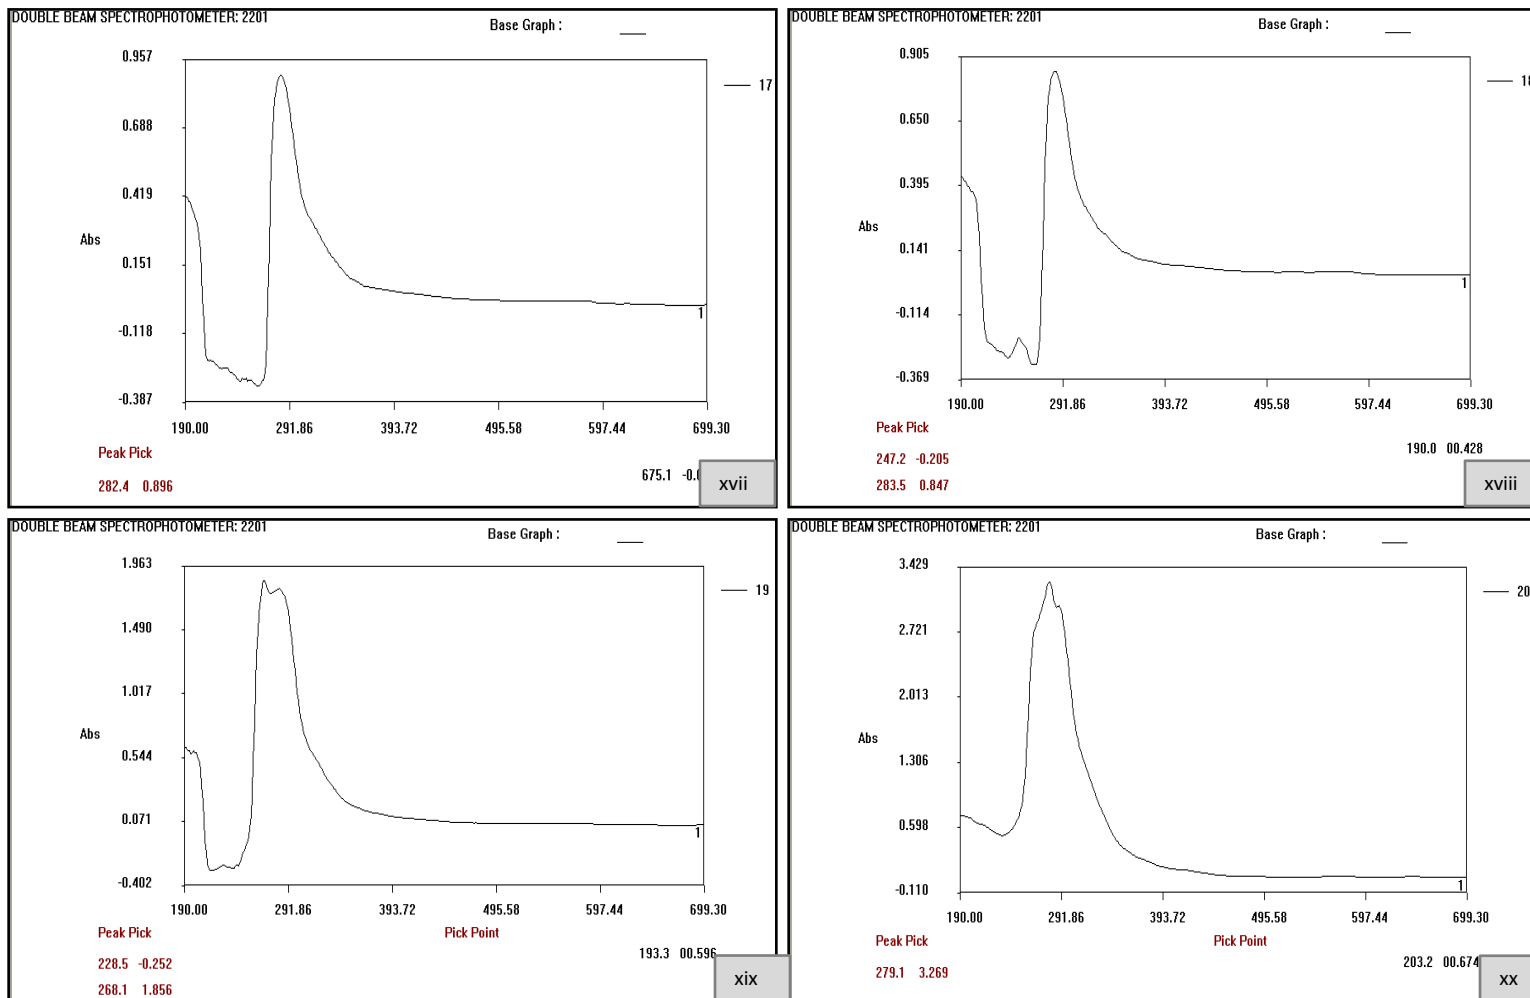 DOUBLE BEAM SPECTROPHOTOMETER: 2201
Base Graph :
0.957
17
0.688
0.419
Abs
0.151
-0.118
1
-0.387
190.00 291.86 393.72 495.58 597.44 699.30
Peak Pick
675.1
282.4 0.896
xvii
DOUBLE BEAM SPECTROPHOTOMETER: 2201
Base Graph :
0.905
18
0.650
0.395
Abs
0.141
1
-0.114
-0.369
190.00 291.86 393.72 495.58 597.44 699.30
Peak Pick
190.0 00.428
247.2 -0.205
283.5 0.847
xviii
DOUBLE BEAM SPECTROPHOTOMETER: 2201
Base Graph :
1.963
19
1.490
1.017
Abs
0.544
0.071
1
-0.402
190.00 291.86 393.72 495.58 597.44 699.30
Peak Pick Pick Point
193.3 00.596
228.5 -0.252
268.1 1.856
xix
DOUBLE BEAM SPECTROPHOTOMETER: 2201
Base Graph :
3.429
20
2.721
2.013
Abs
1.306
0.598
1
-0.110
190.00 291.86 393.72 495.58 597.44 699.30
Peak Pick Pick Point
203.2 00.674
279.1 3.269
xx